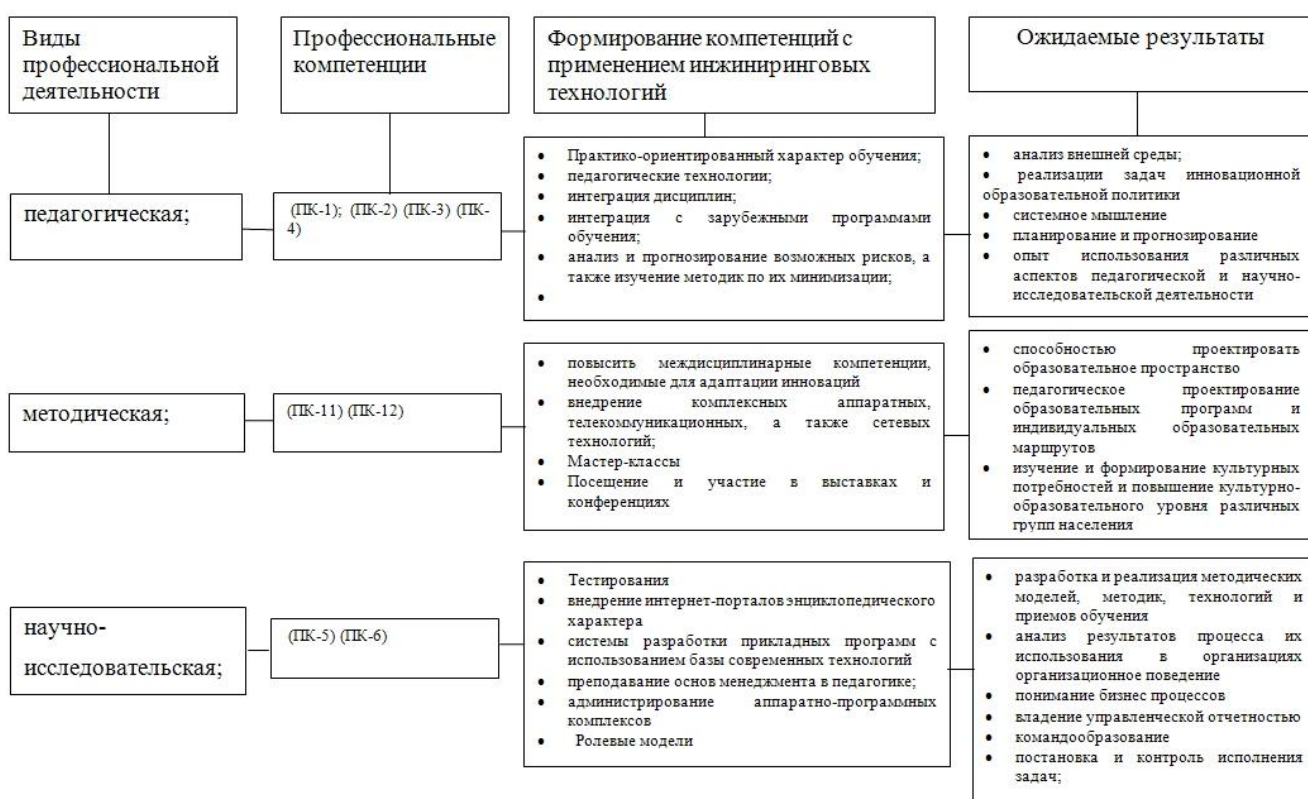 Виды
профессиональной
деятельности
Профессиональные
компетенции
Формирование компетенций с
применением инжиниринговых
технологий
Ожидаемые результаты
педагогическая;
(ПК-1); (ПК-2) (ПК-3) (ПК-
4)
• Практико-ориентированный характер обучения;
• педагогические технологии;
• интеграция дисциплин;
• интеграция с зарубежными программами
обучения;
• анализ и прогнозирование возможных рисков, а
также изучение методик по их минимизации;
•
• анализ внешней среды;
• реализации задач инновационной
образовательной политики
• системное мышление
• планирование и прогнозирование
• опыт использования различных
аспектов педагогической и научно-
исследовательской деятельности
методическая;
(ПК-11) (ПК-12)
• повысить междисциплинарные компетенции,
необходимые для адаптации инноваций
• внедрение комплексных аппаратных,
телекоммуникационных, а также сетевых
технологий;
• Мастер-классы
• Посещение и участие в выставках и
конференциях
• способностью проектировать
образовательное пространство
• педагогическое проектирование
образовательных программ и
индивидуальных образовательных
маршрутов
• изучение и формирование культурных
потребностей и повышение культурно-
образовательного уровня различных
групп населения
научно-
исследовательская;
(ПК-5) (ПК-6)
• Тестирования
• внедрение интернет-порталов энциклопедического
характера
• системы разработки прикладных программ с
использованием базы современных технологий
• преподавание основ менеджмента в педагогике;
• администрирование аппаратно-программных
комплексов
• Ролевые модели
• разработка и реализация методических
моделей, методик, технологий и
приемов обучения
• анализ результатов процесса их
использования в организациях
организационное поведение
• понимание бизнес процессов
• владение управленческой отчетностью
• командообразование
• постановка и контроль исполнения
задач;